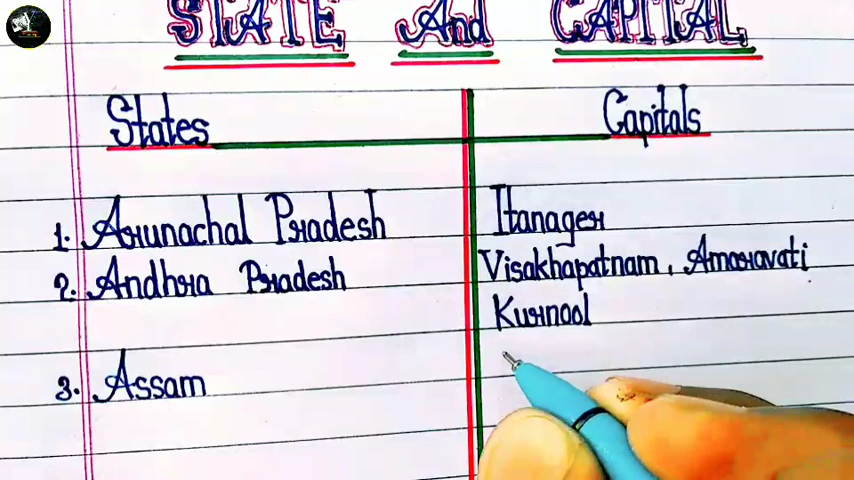 STATE And CAPITAL
States Capitals
1. Arunachal Pradesh Itanager
2. Andhra Pradesh Visakhapatnam, Amaravati
Kurnool
3. Assam